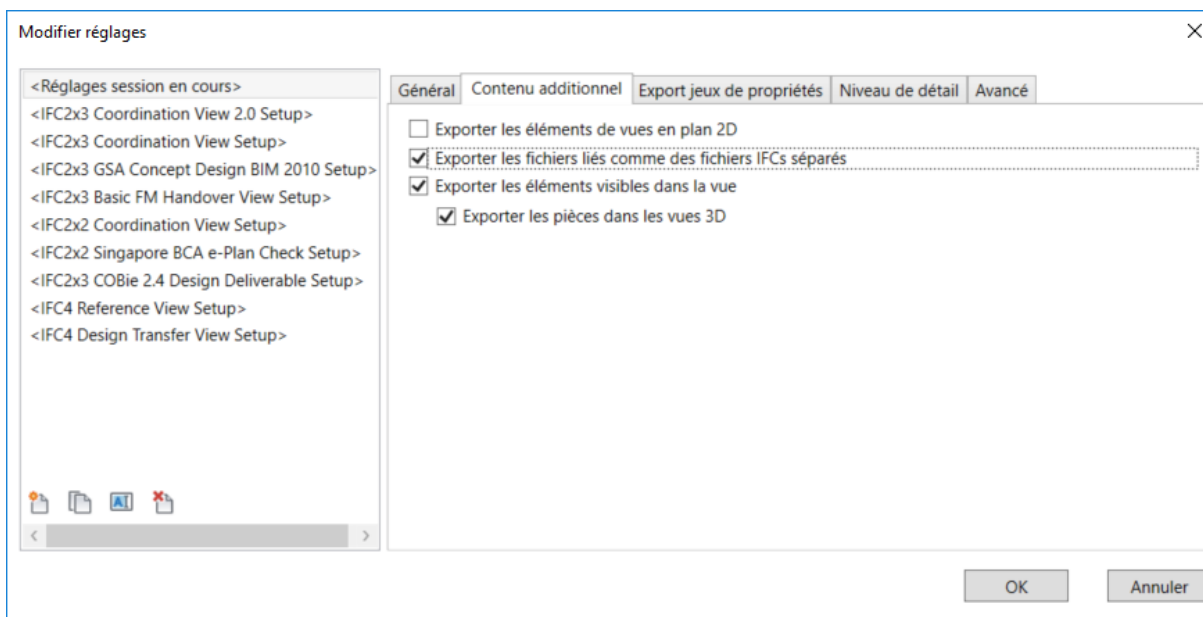 Modifier réglages
<Réglages session en cours>
<IFC2x3 Coordination View 2.0 Setup>
<IFC2x3 Coordination View Setup>
<IFC2x3 GSA Concept Design BIM 2010 Setup>
<IFC2x3 Basic FM Handover View Setup>
<IFC2x2 Coordination View Setup>
<IFC2x2 Singapore BCA e-Plan Check Setup>
<IFC2x3 COBie 2.4 Design Deliverable Setup>
<IFC4 Reference View Setup>
<IFC4 Design Transfer View Setup>
Général Contenu additionnel Export jeux de propriétés Niveau de détail Avancé
Exporter les éléments de vues en plan 2D
Exporter les fichiers liés comme des fichiers IFCs séparés
Exporter les éléments visibles dans la vue
Exporter les pièces dans les vues 3D
OK Annuler